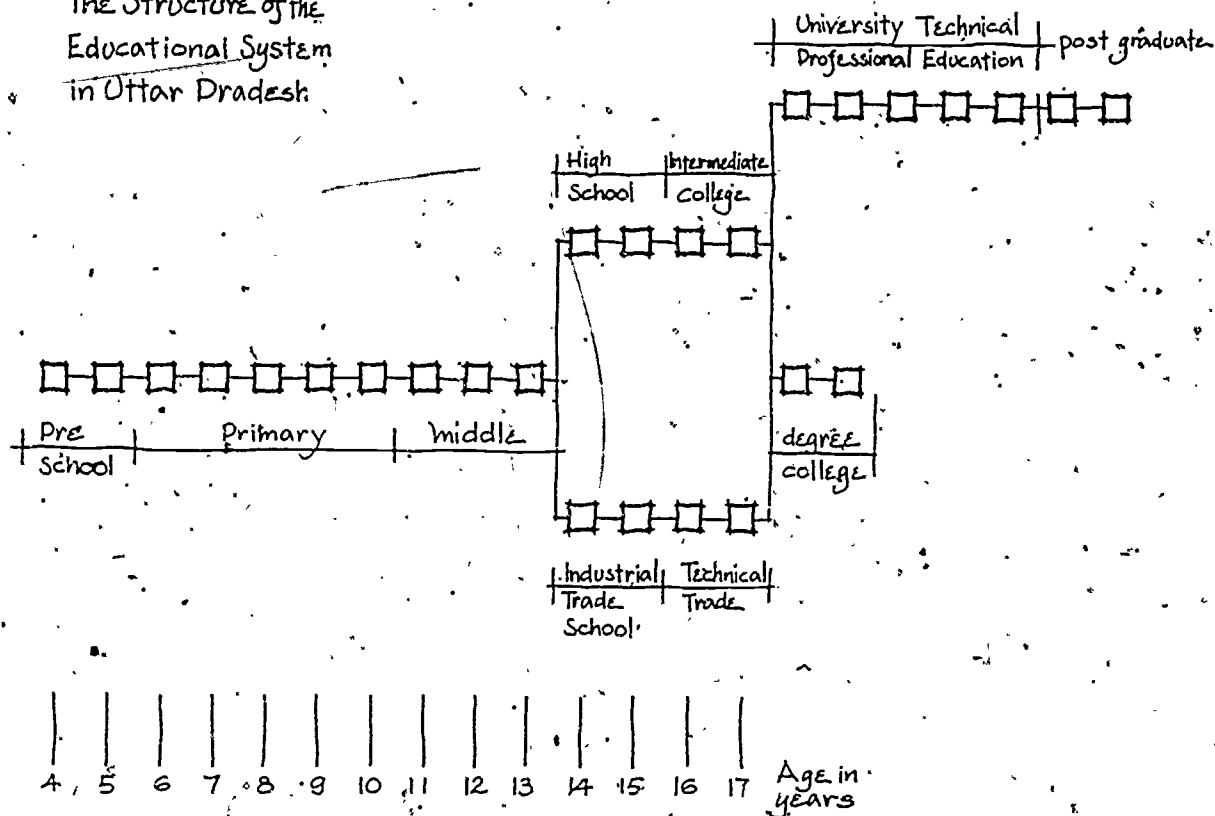 The Structure of the
Educational System
in Uttar Pradesh
University Technical
Professional Education
post graduate
High
School
Intermediate
College
Pre
School
Primary
middle
degree
college
Industrial
Trade
School
Technical
Trade
4 5 6 7 8 9 10 11 12 13 14 15 16 17
Age in
years